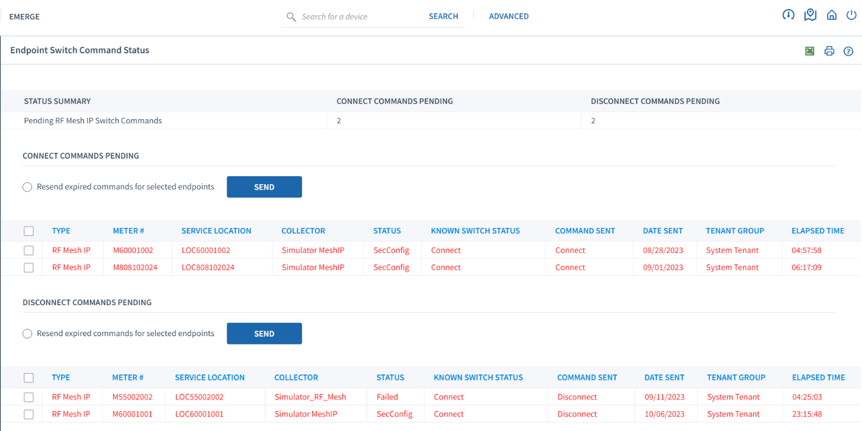 EMERGE Search for a device SEARCH ADVANCED
Endpoint Switch Command Status
STATUS SUMMARY CONNECT COMMANDS PENDING DISCONNECT COMMANDS PENDING
Pending RF Mesh IP Switch Commands 2 2
CONNECT COMMANDS PENDING
Resend expired commands for selected endpoints SEND
TYPE METER # SERVICE LOCATION COLLECTOR STATUS KNOWN SWITCH STATUS COMMAND SENT DATE SENT TENANT GROUP ELAPSED TIME
RF Mesh IP M60001002 LOC60001002 Simulator MeshIP SecConfig Connect Connect 08/28/2023 System Tenant 04:57:58
RF Mesh IP M808102024 LOC808102024 Simulator MeshIP SecConfig Connect Connect 09/01/2023 System Tenant 06:17:09
DISCONNECT COMMANDS PENDING
Resend expired commands for selected endpoints SEND
TYPE METER # SERVICE LOCATION COLLECTOR STATUS KNOWN SWITCH STATUS COMMAND SENT DATE SENT TENANT GROUP ELAPSED TIME
RF Mesh IP M55002002 LOC55002002 Simulator_RF_Mesh Failed Connect Disconnect 09/11/2023 System Tenant 04:25:03
RF Mesh IP M60001001 LOC60001001 Simulator MeshIP SecConfig Connect Disconnect 10/06/2023 System Tenant 23:15:48